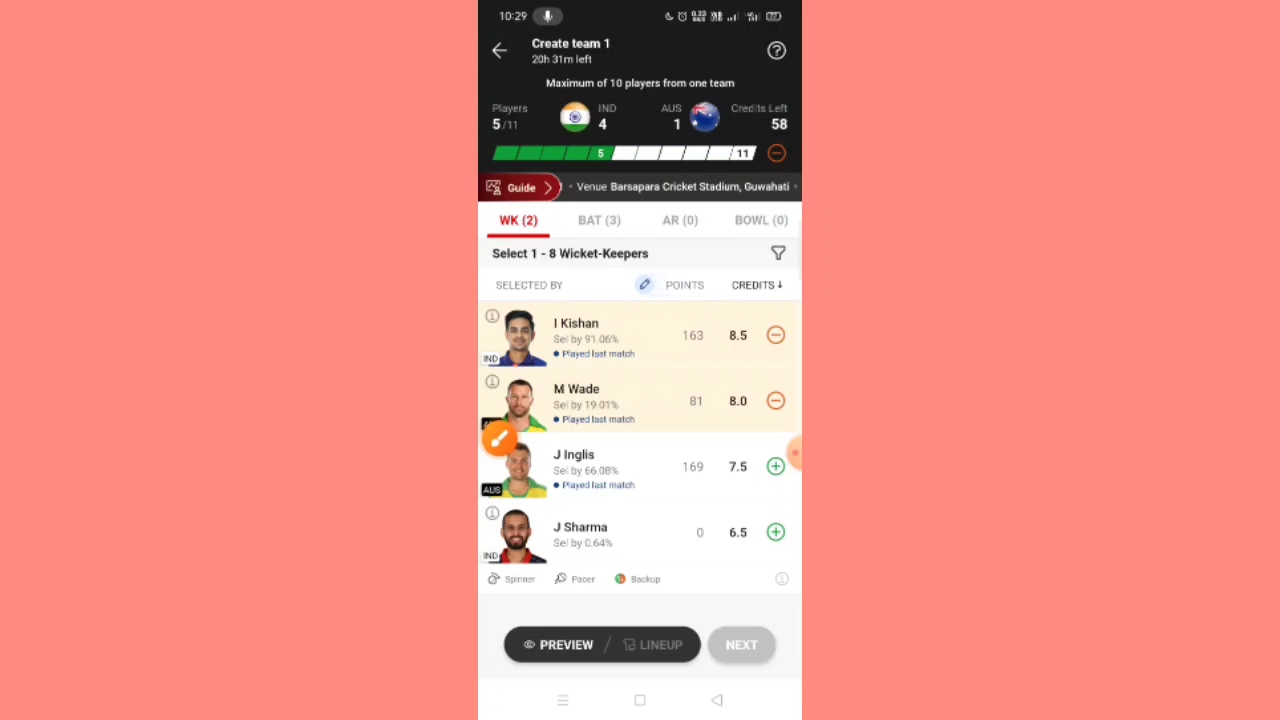 10:29
Create team 1
20h 31m left
Maximum of 10 players from one team
Players IND AUS Credits Left
5/11 4 1 58
5 11
Guide Venue Barsapara Cricket Stadium, Guwahati
WK (2) BAT (3) AR (0) BOWL (0)
Select 1 - 8 Wicket-Keepers
SELECTED BY POINTS CREDITS↓
I Kishan
Sel by 91.06% 163 8.5
Played last match
IND
M Wade
Sel by 19.01% 81 8.0
Played last match
J Inglis
Sel by 66.08% 169 7.5
Played last match
AUS
J Sharma
Sel by 0.64% 0 6.5
IND
Spinner Pacer Backup
PREVIEW / LINEUP NEXT